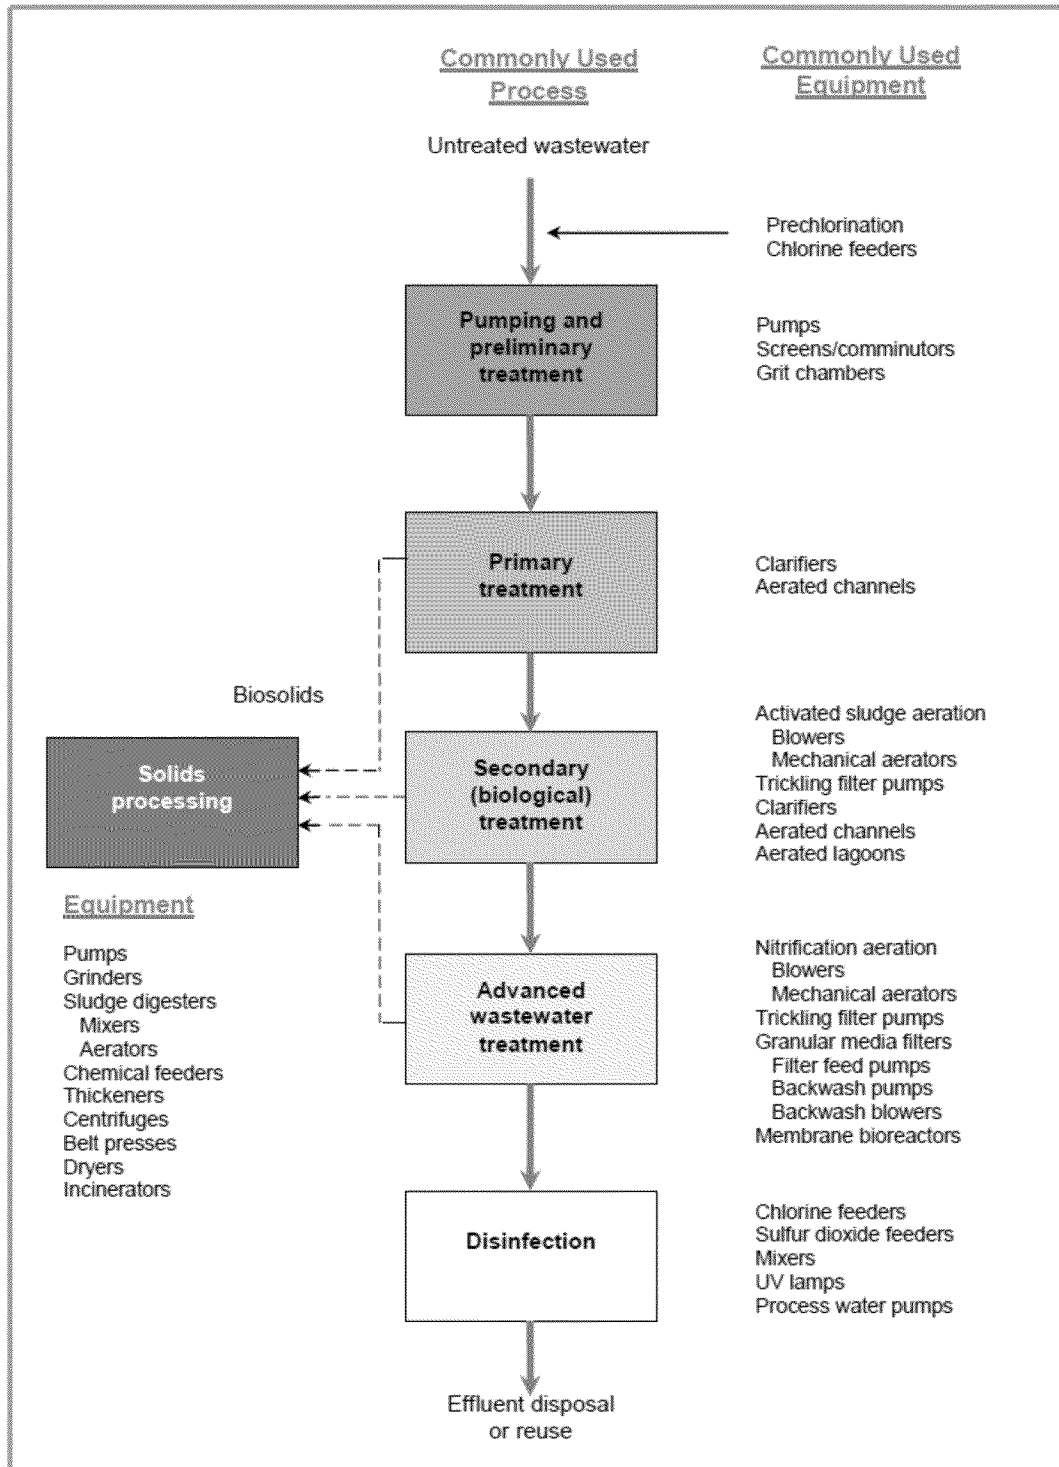 Commonly Used
Process
Commonly Used
Equipment
Untreated wastewater
Prechlorination
Chlorine feeders
Pumping and
preliminary
treatment
Pumps
Screens/comminutors
Grit chambers
Primary
treatment
Clarifiers
Aerated channels
Biosolids
Solids
processing
Secondary
(biological)
treatment
Activated sludge aeration
Blowers
Mechanical aerators
Trickling filter pumps
Clarifiers
Aerated channels
Aerated lagoons
Equipment
Pumps
Grinders
Sludge digesters
Mixers
Aerators
Chemical feeders
Thickeners
Centrifuges
Belt presses
Dryers
Incinerators
Advanced
wastewater
treatment
Nitrification aeration
Blowers
Mechanical aerators
Trickling filter pumps
Granular media filters
Filter feed pumps
Backwash pumps
Backwash blowers
Membrane bioreactors
Disinfection
Chlorine feeders
Sulfur dioxide feeders
Mixers
UV lamps
Process water pumps
Effluent disposal
or reuse